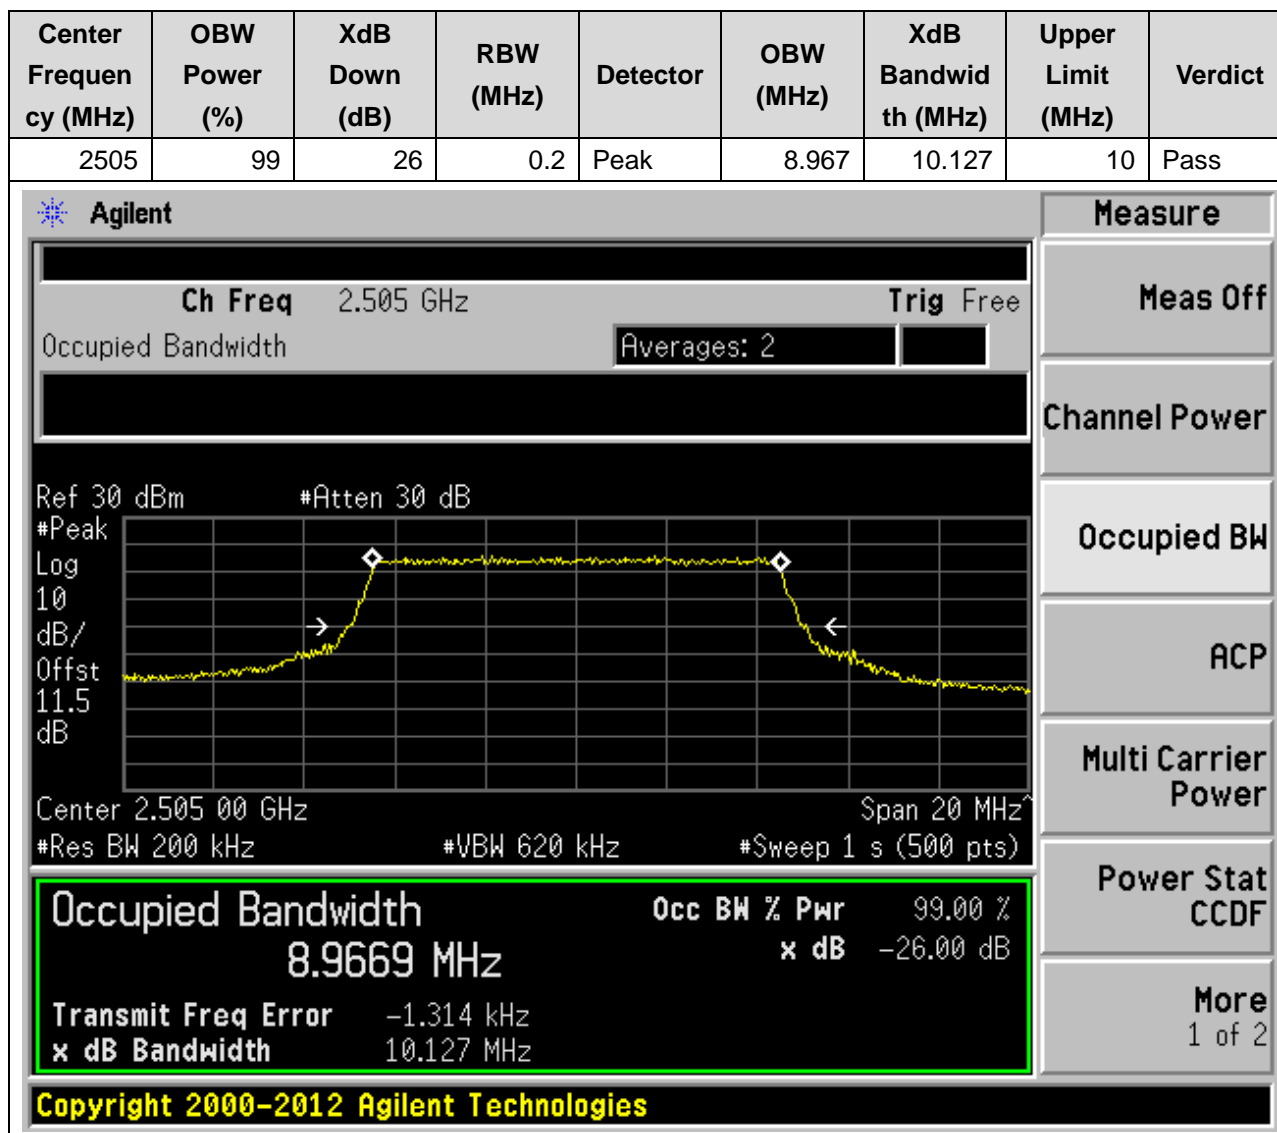 Center Frequen cy (MHz) OBW Power (%) XdB Down (dB) RBW (MHz) Detector OBW (MHz) XdB Bandwid th (MHz) Upper Limit (MHz) Verdict
2505 99 26 0.2 Peak 8.967 10.127 10 Pass
Agilent
Ch Freq 2.505 GHz Trig Free
Occupied Bandwidth Averages: 2
Ref 30 dBm #Atten 30 dB
#Peak
Log
10
dB/
Offst
11.5
dB
Center 2.505 00 GHz Span 20 MHz^
#Res BW 200 kHz #VBW 620 kHz #Sweep 1 s (500 pts)
Occupied Bandwidth Occ BW % Pwr 99.00 %
8.9669 MHz x dB -26.00 dB
Transmit Freq Error -1.314 kHz
x dB Bandwidth 10.127 MHz
Copyright 2000-2012 Agilent Technologies
Measure
Meas Off
Channel Power
Occupied BW
ACP
Multi Carrier
Power
Power Stat
CCDF
More
1 of 2